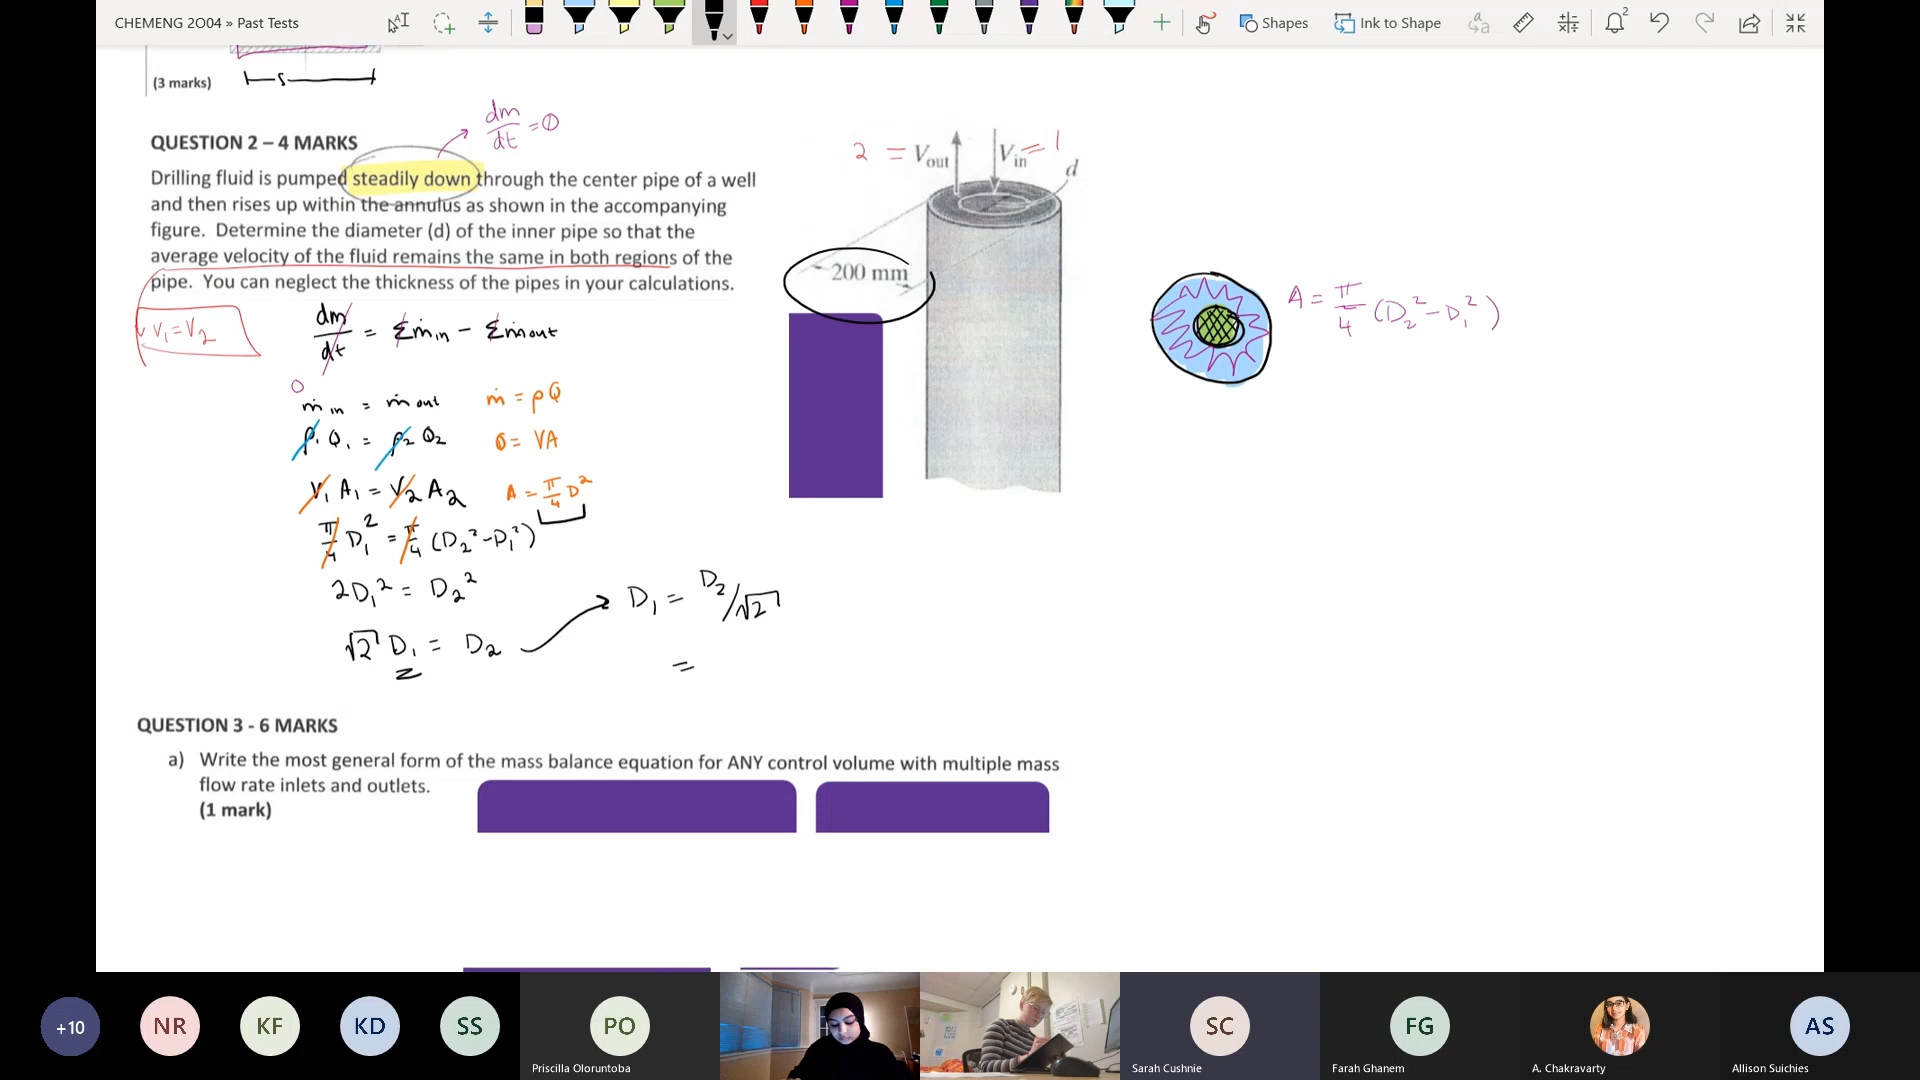 CHEMENG 2O04 » Past Tests
Shapes
Ink to Shape
2
(3 marks)
S
dm/dt = 0
QUESTION 2 – 4 MARKS
Drilling fluid is pumped steadily down through the center pipe of a well
and then rises up within the annulus as shown in the accompanying
figure. Determine the diameter (d) of the inner pipe so that the
average velocity of the fluid remains the same in both regions of the
pipe. You can neglect the thickness of the pipes in your calculations.
2 = Vout
Vin = 1
d
200 mm
V1 = V2
dm/dt = Σṁin − Σṁout
0
ṁin = ṁout
ṁ = ρQ
ρ1 Q1 = ρ2 Q2
Q = VA
V1 A1 = V2 A2
A = π/4 D²
π/4 D1² = π/4 (D2² − D1²)
2D1² = D2²
√2 D1 = D2
D1 = D2/√2
=
A = π/4 (D2² − D1²)
QUESTION 3 - 6 MARKS
a) Write the most general form of the mass balance equation for ANY control volume with multiple mass
flow rate inlets and outlets.
(1 mark)
+10
NR
KF
KD
SS
PO
Priscilla Oloruntoba
SC
Sarah Cushnie
FG
Farah Ghanem
A. Chakravarty
AS
Allison Suichies